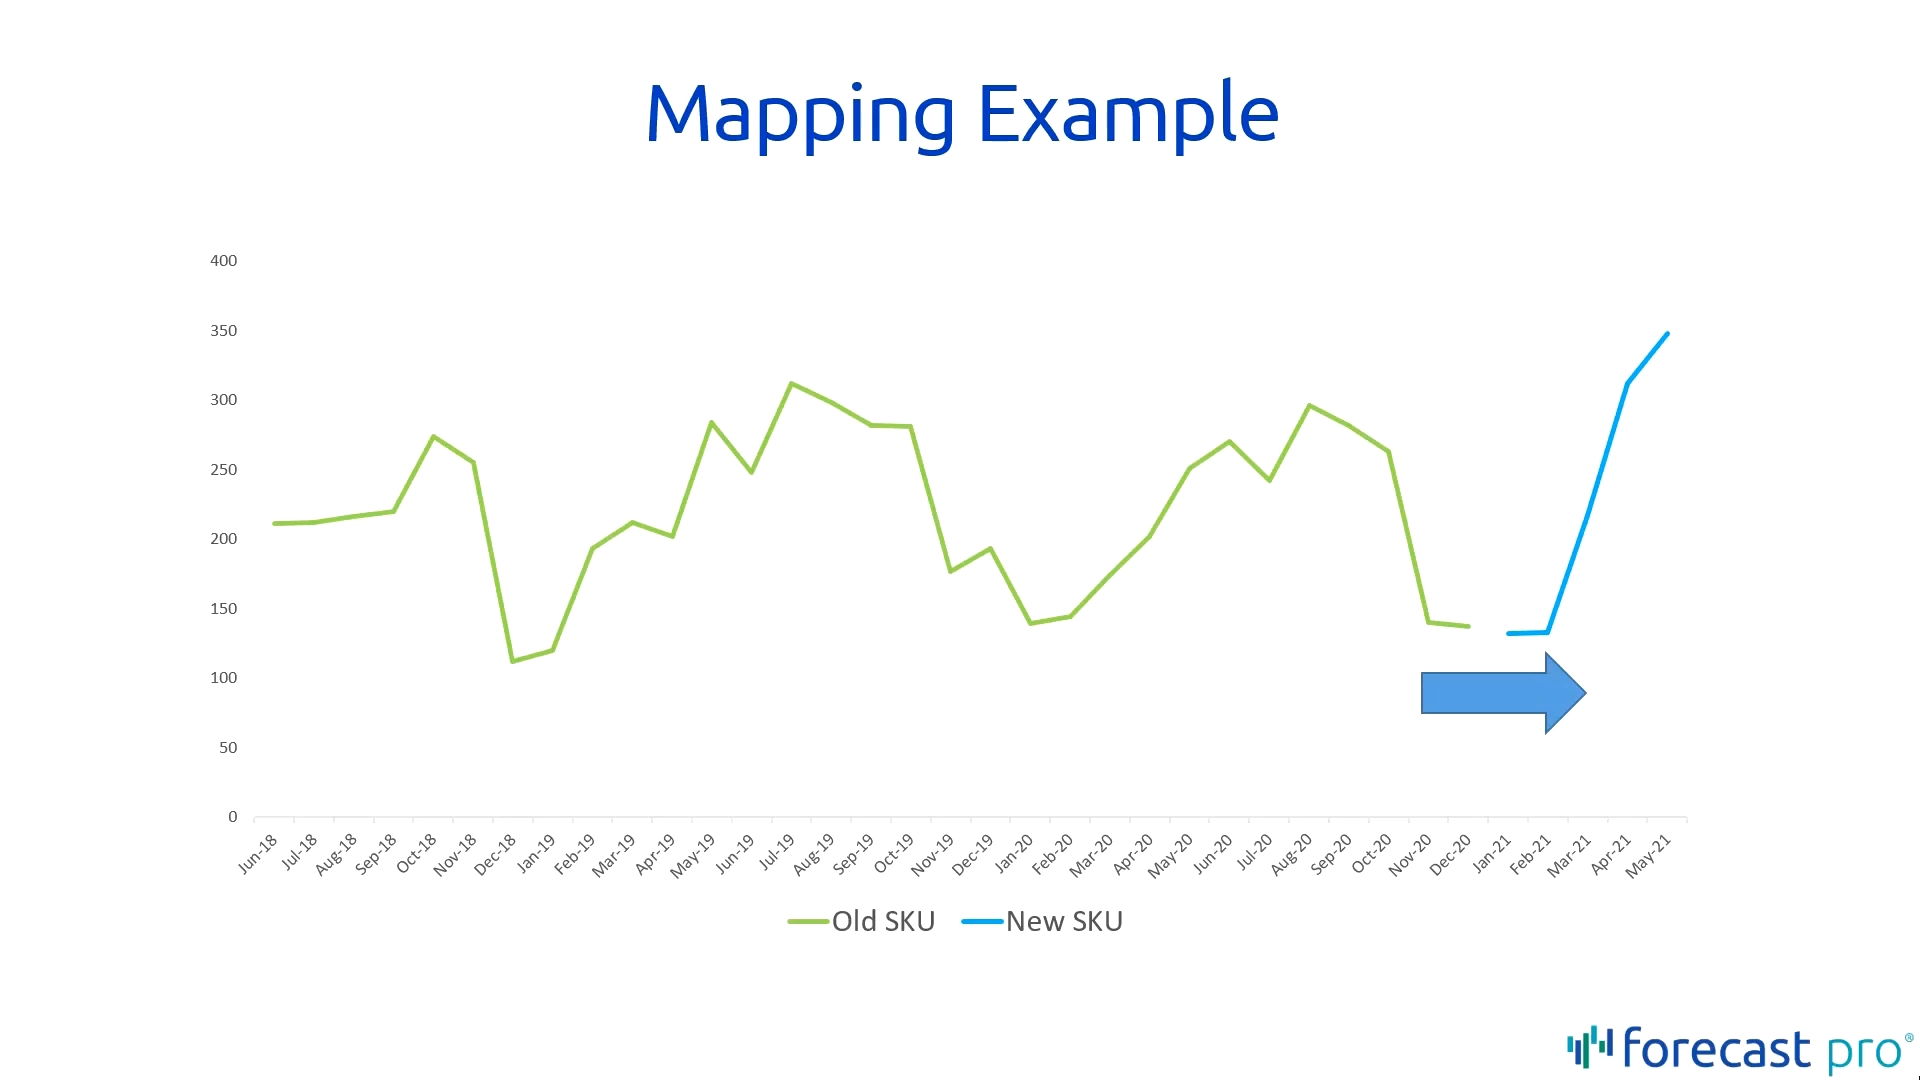 Mapping Example
400
350
300
250
200
150
100
50
0
Jun-18 Jul-18 Aug-18 Sep-18 Oct-18 Nov-18 Dec-18 Jan-19 Feb-19 Mar-19 Apr-19 May-19 Jun-19 Jul-19 Aug-19 Sep-19 Oct-19 Nov-19 Dec-19 Jan-20 Feb-20 Mar-20 Apr-20 May-20 Jun-20 Jul-20 Aug-20 Sep-20 Oct-20 Nov-20 Dec-20 Jan-21 Feb-21 Mar-21 Apr-21 May-21
Old SKU New SKU
forecast pro®